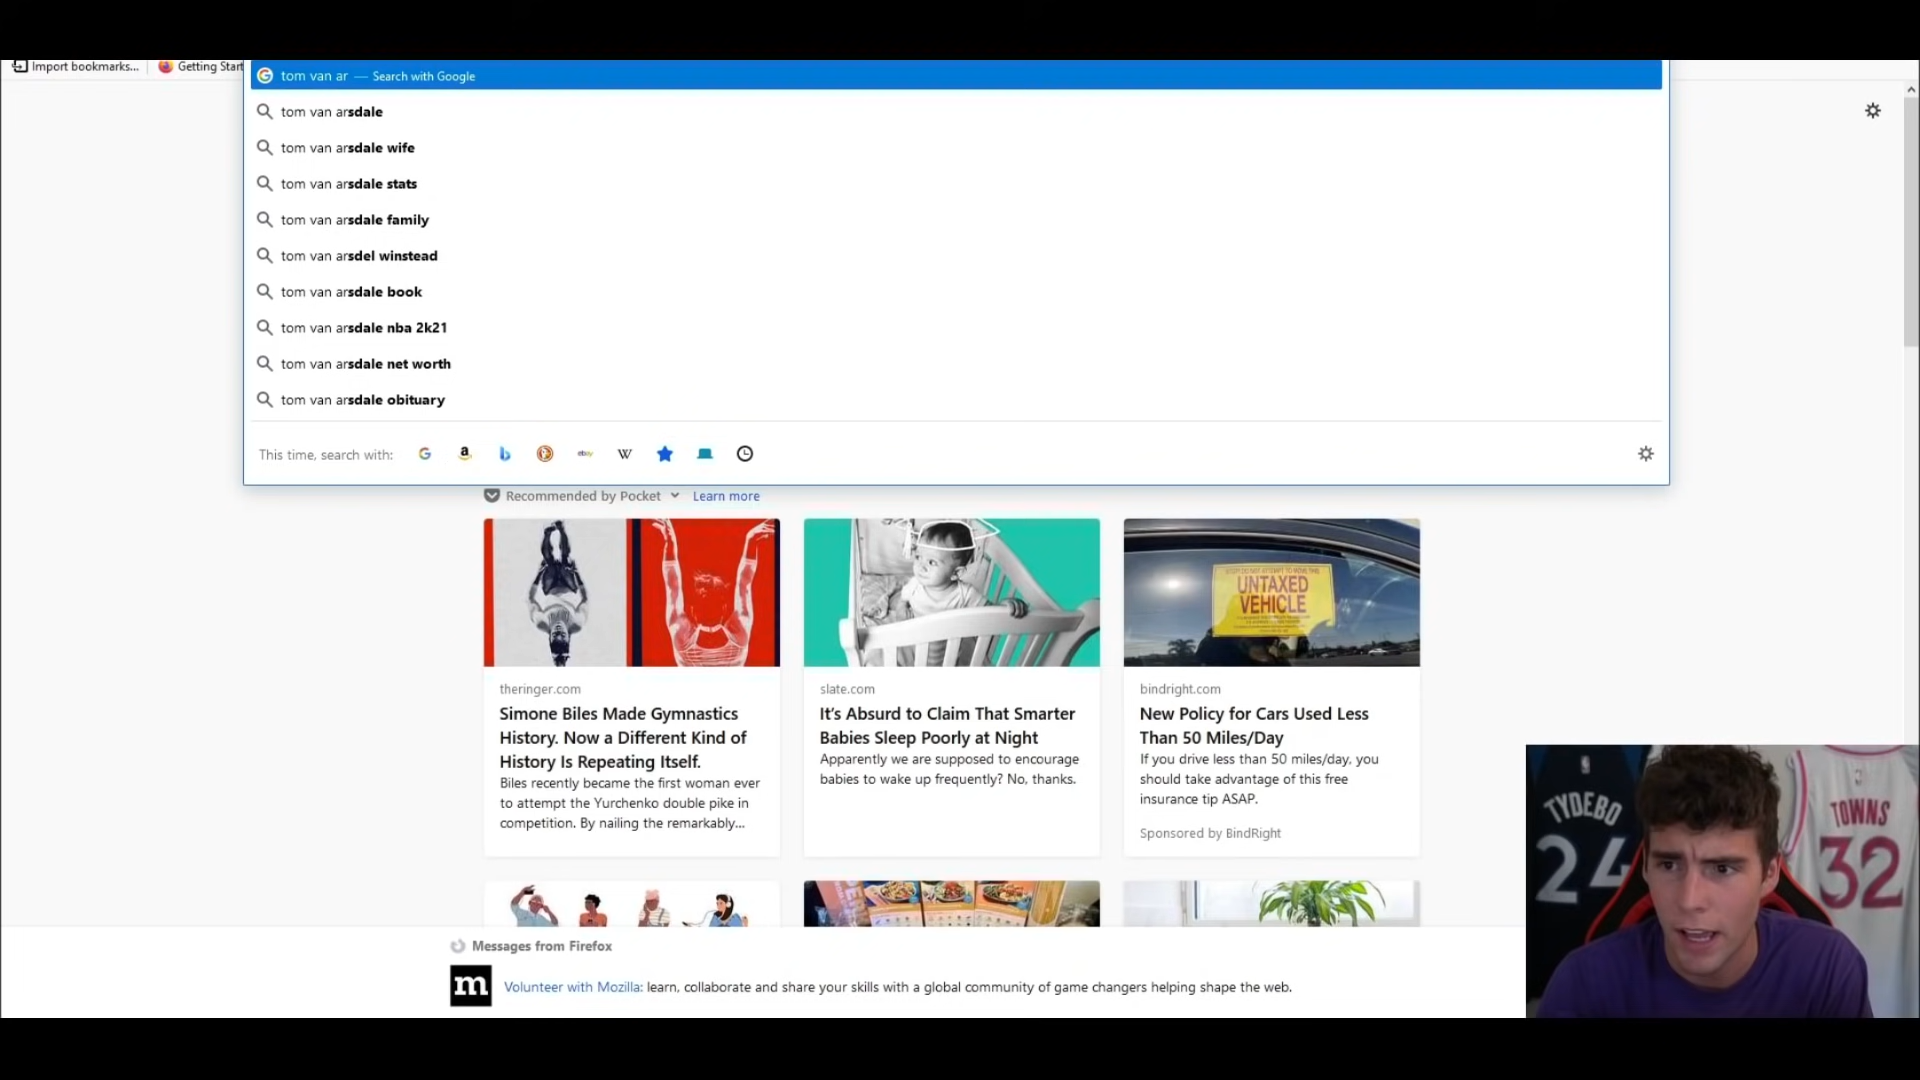 Import bookmarks...
Getting Start
tom van ar — Search with Google
tom van arsdale
tom van arsdale wife
tom van arsdale stats
tom van arsdale family
tom van arsdel winstead
tom van arsdale book
tom van arsdale nba 2k21
tom van arsdale net worth
tom van arsdale obituary
This time, search with:
ebay
Recommended by Pocket
Learn more
UNTAXED
VEHICLE
theringer.com
Simone Biles Made Gymnastics
History. Now a Different Kind of
History Is Repeating Itself.
Biles recently became the first woman ever
to attempt the Yurchenko double pike in
competition. By nailing the remarkably...
slate.com
It's Absurd to Claim That Smarter
Babies Sleep Poorly at Night
Apparently we are supposed to encourage
babies to wake up frequently? No, thanks.
bindright.com
New Policy for Cars Used Less
Than 50 Miles/Day
If you drive less than 50 miles/day, you
should take advantage of this free
insurance tip ASAP.
Sponsored by BindRight
TYDEBO
24
TOWNS
32
Messages from Firefox
m
Volunteer with Mozilla: learn, collaborate and share your skills with a global community of game changers helping shape the web.